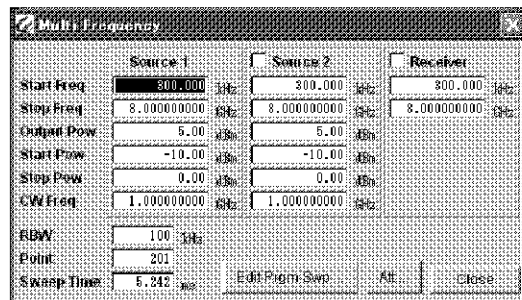 Multi Frequency
Source 1 Source 2 Receiver
Start Freq 300.000 kHz 300.000 kHz 300.000 kHz
Stop Freq 8.000000000 GHz 8.000000000 GHz 8.000000000 GHz
Output Pow 5.00 dBm 5.00 dBm
Start Pow -10.00 dBm -10.00 dBm
Stop Pow 0.00 dBm 0.00 dBm
CW Freq 1.000000000 GHz 1.000000000 GHz
RBW 100 kHz
Point 201
Sweep Time 5.242 ms
Edit Prgm Swp Att Close